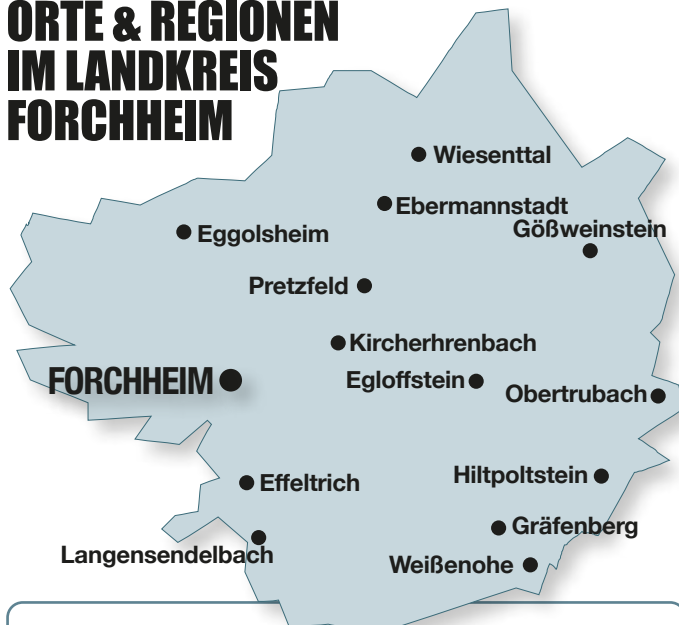 ORTE & REGIONEN
IM LANDKREIS
FORCHHEIM
Wiesenttal
Ebermannstadt
Gößweinstein
Eggolsheim
Pretzfeld
Kircherhrenbach
FORCHHEIM
Egloffstein
Obertrubach
Effeltrich
Hiltpoltstein
Gräfenberg
Langensendelbach
Weißenohe